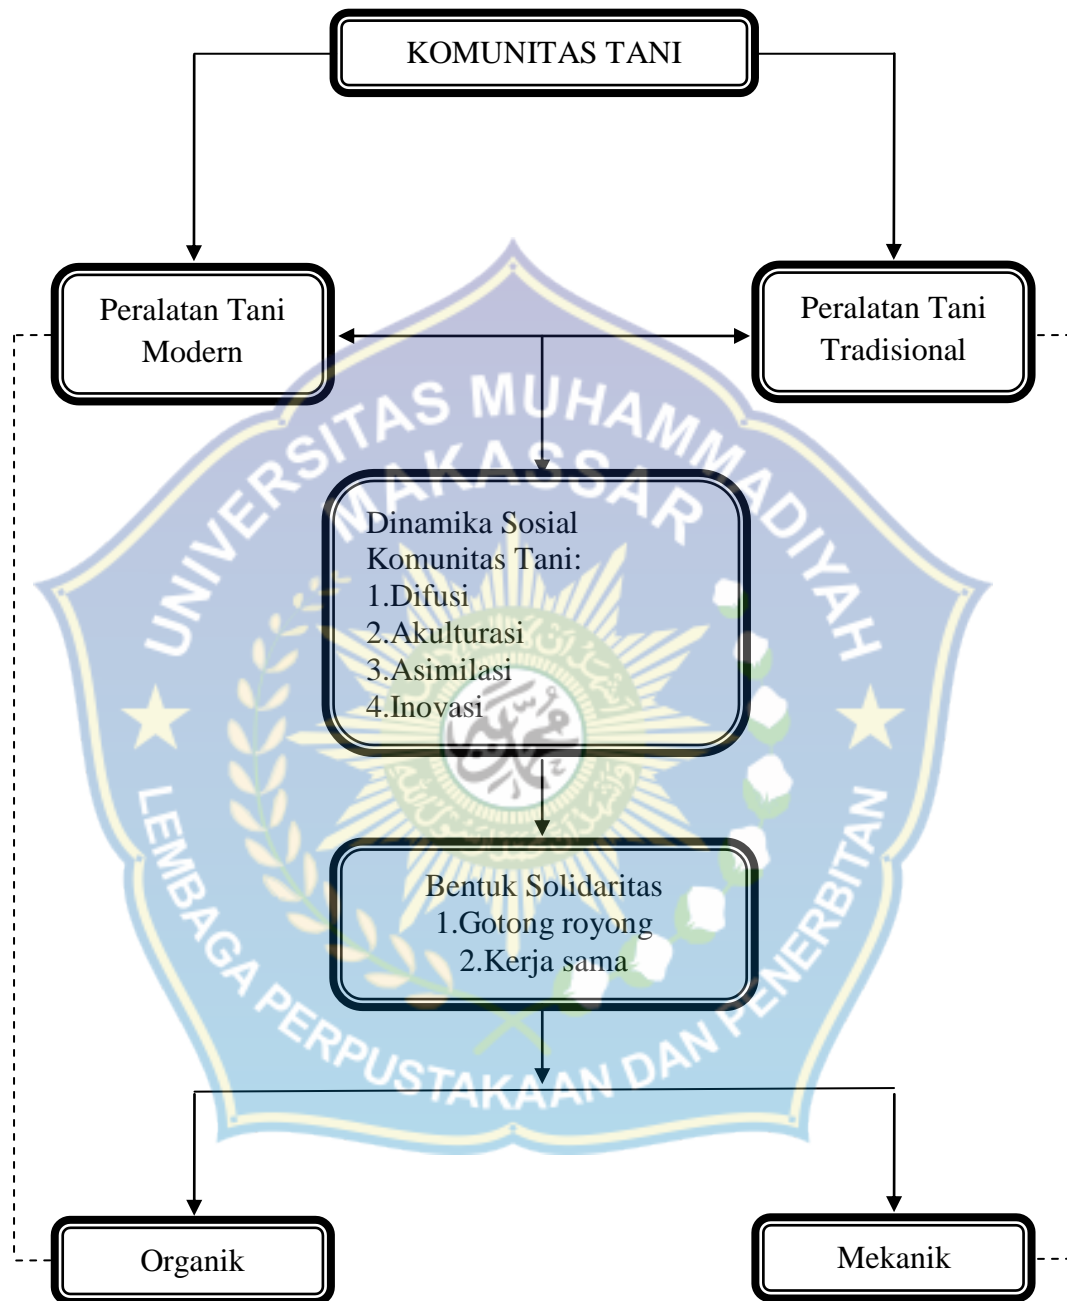 KOMUNITAS TANI
Peralatan Tani
Modern
Peralatan Tani
Tradisional
UNIVERSITAS MUHAMMADIYAH
MAKASSAR
Dinamika Sosial
Komunitas Tani:
1.Difusi
2.Akulturasi
3.Asimilasi
4.Inovasi
Bentuk Solidaritas
1.Gotong royong
2.Kerja sama
LEMBAGA PERPUSTAKAAN DAN PENERBITAN
Organik
Mekanik